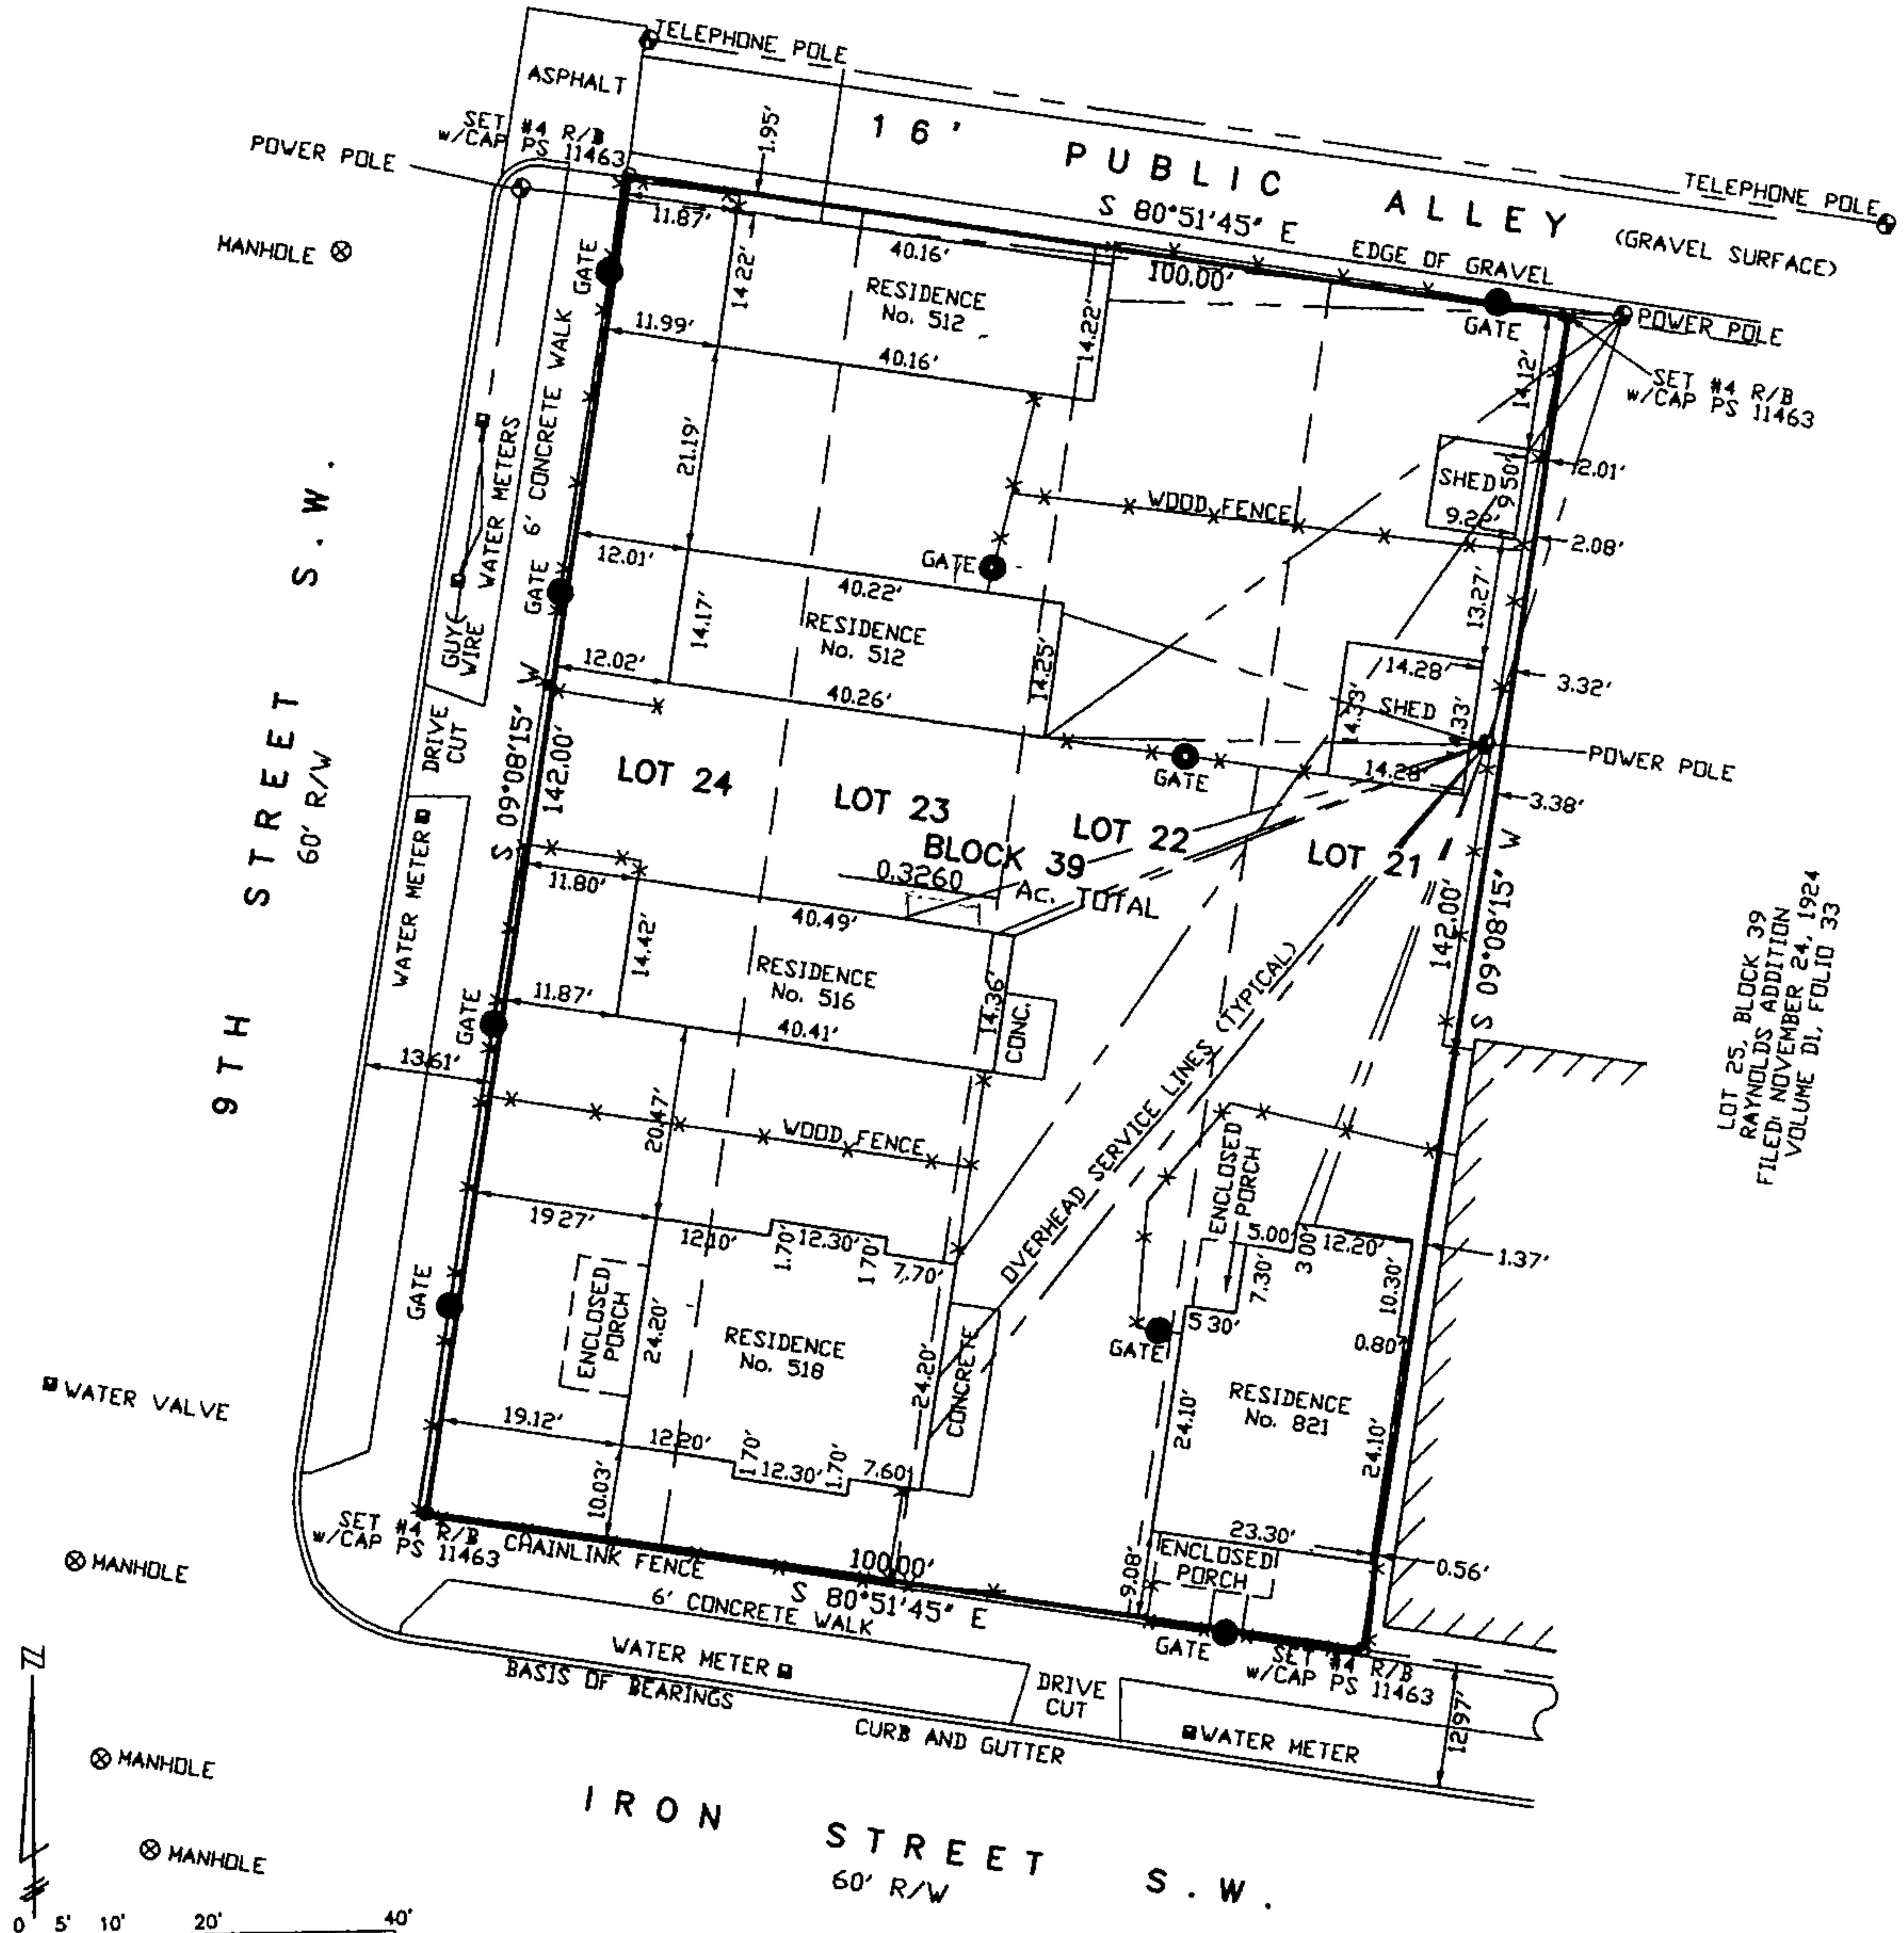 TELEPHONE POLE
ASPHALT
SET #4 R/B
w/CAP PS 11463
POWER POLE
1.95'
16' PUBLIC ALLEY
(GRAVEL SURFACE)
TELEPHONE POLE
S 80°51'45" E
EDGE OF GRAVEL
100.00'
MANHOLE
GATE
11.87'
14.22'
40.16'
RESIDENCE
No. 512
14.22'
11.99'
40.16'
GATE
POWER POLE
SET #4 R/B
w/CAP PS 11463
14.12'
SHED
9.50'
2.01'
2.08'
WATER METERS
6' CONCRETE WALK
GATE
21.19'
WOOD FENCE
GATE
12.01'
40.22'
RESIDENCE
No. 512
14.17'
14.25'
12.02'
40.26'
13.27'
14.28'
SHED
14.33'
14.28'
3.32'
POWER POLE
3.38'
GATE
GUY
WIRE
DRIVE
CUT
9TH STREET S.W.
60' R/W
S 09°08'15" W
142.00'
LOT 24
LOT 23
LOT 22
LOT 21
BLOCK 39
0.3260
AC. TOTAL
142.00'
S 09°08'15" W
LOT 25, BLOCK 39
RAYNOLDS ADDITION
FILED: NOVEMBER 24, 1924
VOLUME D1, FOLIO 33
WATER METER
11.80'
40.49'
14.42'
RESIDENCE
No. 516
14.36'
CONC.
11.87'
40.41'
GATE
13.61'
20.47'
WOOD FENCE
OVERHEAD SERVICE LINES (TYPICAL)
19.27'
12.10'
1.70'
12.30'
1.70'
7.70'
ENCLOSED
PORCH
24.20'
RESIDENCE
No. 518
24.20'
CONCRETE
GATE
ENCLOSED
PORCH
5.00'
3.00'
12.20'
7.30'
5.30'
10.30'
0.80'
1.37'
GATE
RESIDENCE
No. 821
24.10'
24.10'
WATER VALVE
19.12'
12.20'
1.70'
12.30'
1.70'
7.60'
10.03'
23.30'
ENCLOSED
PORCH
9.08'
0.56'
SET #4 R/B
w/CAP PS 11463
CHAINLINK FENCE
100.00'
S 80°51'45" E
6' CONCRETE WALK
GATE
SET #4 R/B
w/CAP PS 11463
MANHOLE
WATER METER
BASIS OF BEARINGS
DRIVE
CUT
CURB AND GUTTER
WATER METER
12.97'
MANHOLE
MANHOLE
IRON STREET S.W.
60' R/W
N
0 5' 10' 20' 40'